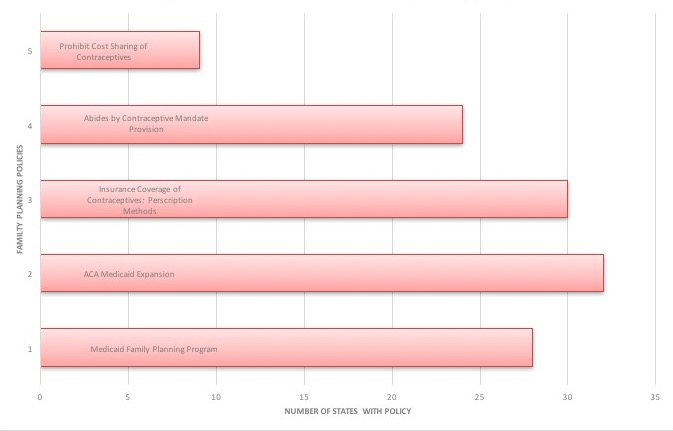 5
Prohibit Cost Sharing of
Contraceptives
4
Abides by Contraceptive Mandate
Provision
FAMILTY PLANNING POLICIES
3
Insurance Coverage of
Contraceptives: Perscription
Methods
2
ACA Medicaid Expansion
1
Medicaid Family Planning Program
0 5 10 15 20 25 30 35
NUMBER OF STATES WITH POLICY